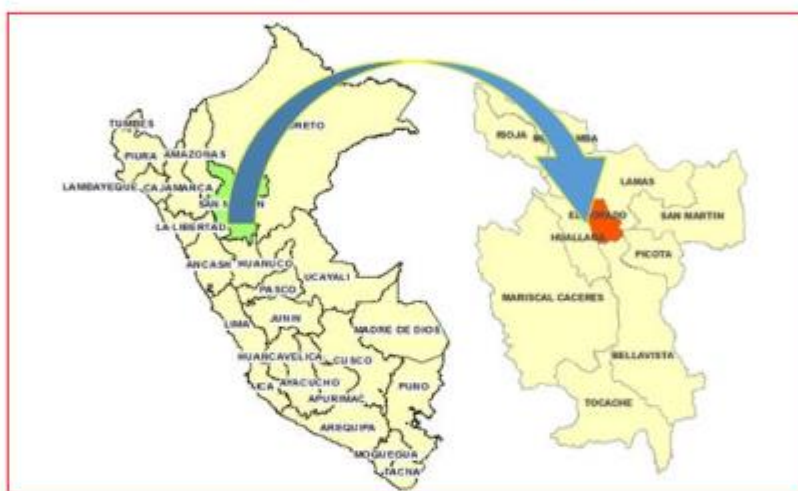 TUMBES
PIURA
AMAZONAS
LAMBAYEQUE
CAJAMARCA
SAN
LA LIBERTAD
ANCASH
HUANUCO
UCAYALI
PASCO
LIMA
JUNIN
MADRE DE DIOS
HUANCAVELICA
CUSCO
ICA
AYACUCHO
PUNO
APURIMAC
AREQUIPA
MOQUEGUA
TACNA
RIOJA
LAMAS
SAN MARTIN
HUALLAGA
PICOTA
MARISCAL CACERES
BELLAVISTA
TOCACHE